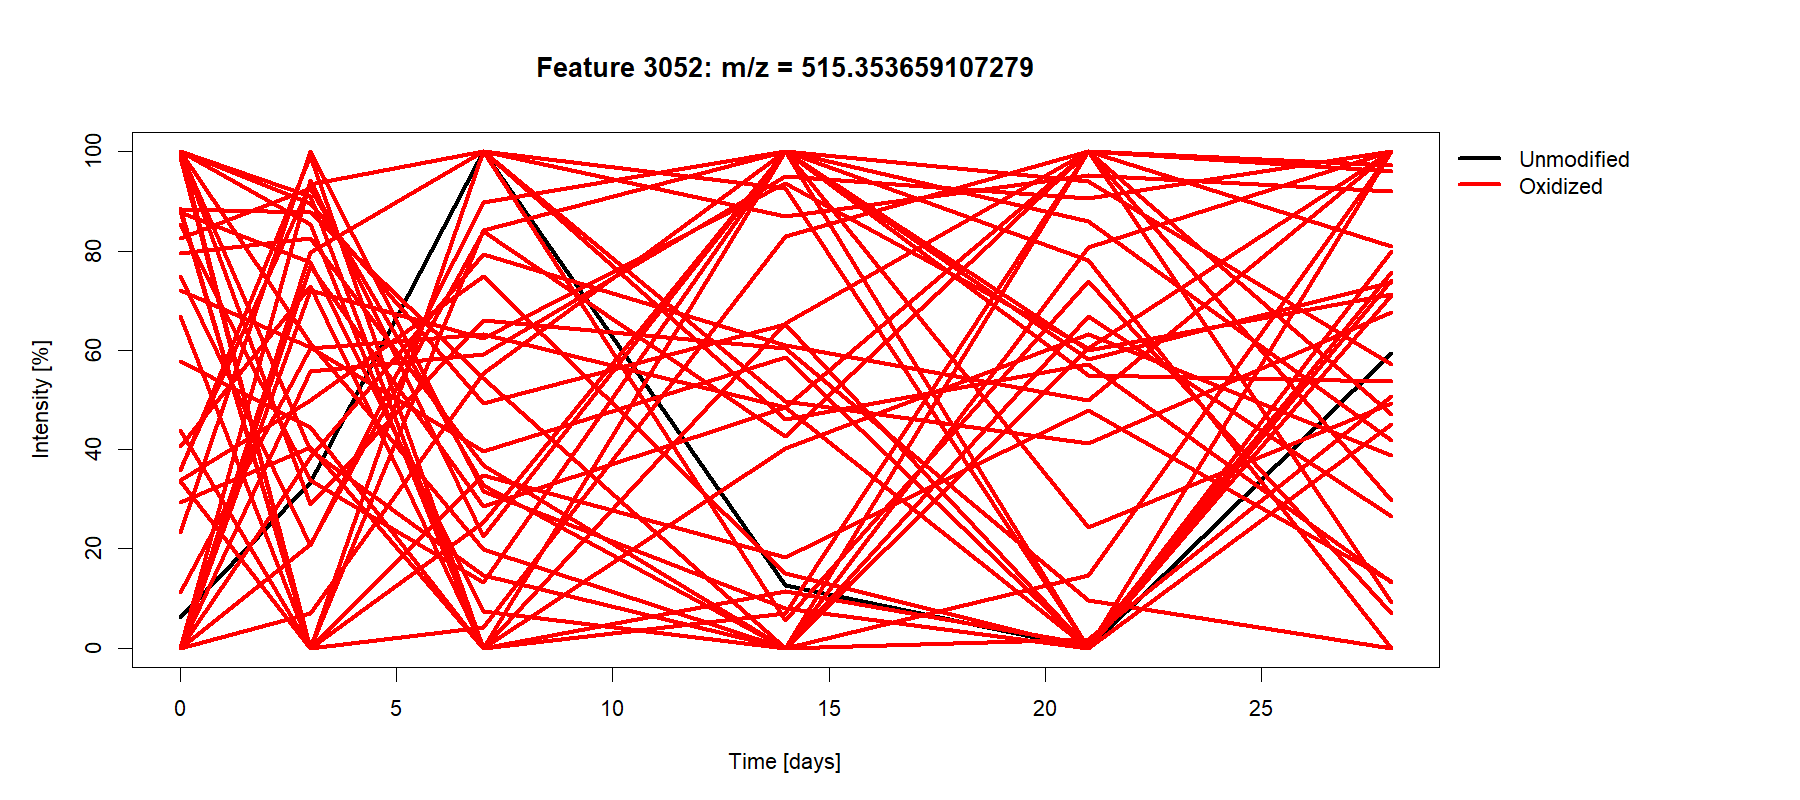 Feature 3052: m/z = 515.353659107279
Unmodified
Oxidized
Intensity [%]
100
80
60
40
20
0
0 5 10 15 20 25
Time [days]